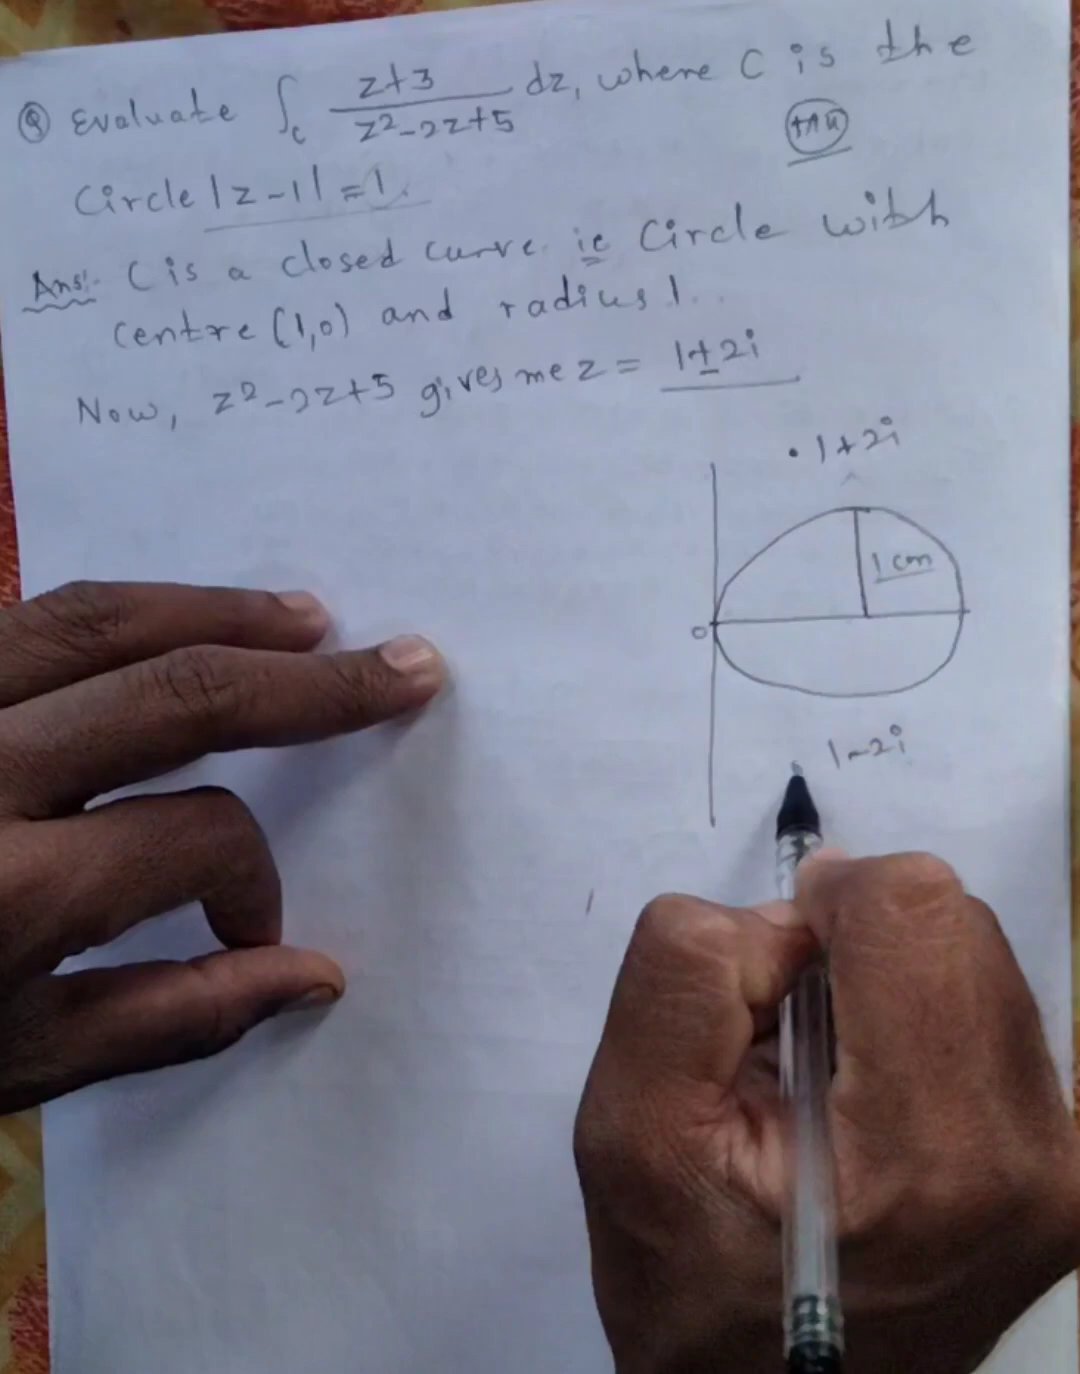 Q Evaluate ∫c z+3 / z²-2z+5 dz, where C is the
Circle |z-1| = 1.
Ans:- C is a closed curve. ie Circle with
Centre (1,0) and radius 1..
Now, z²-2z+5 gives me z = 1±2i
. 1+2i
1 cm
0
1-2i